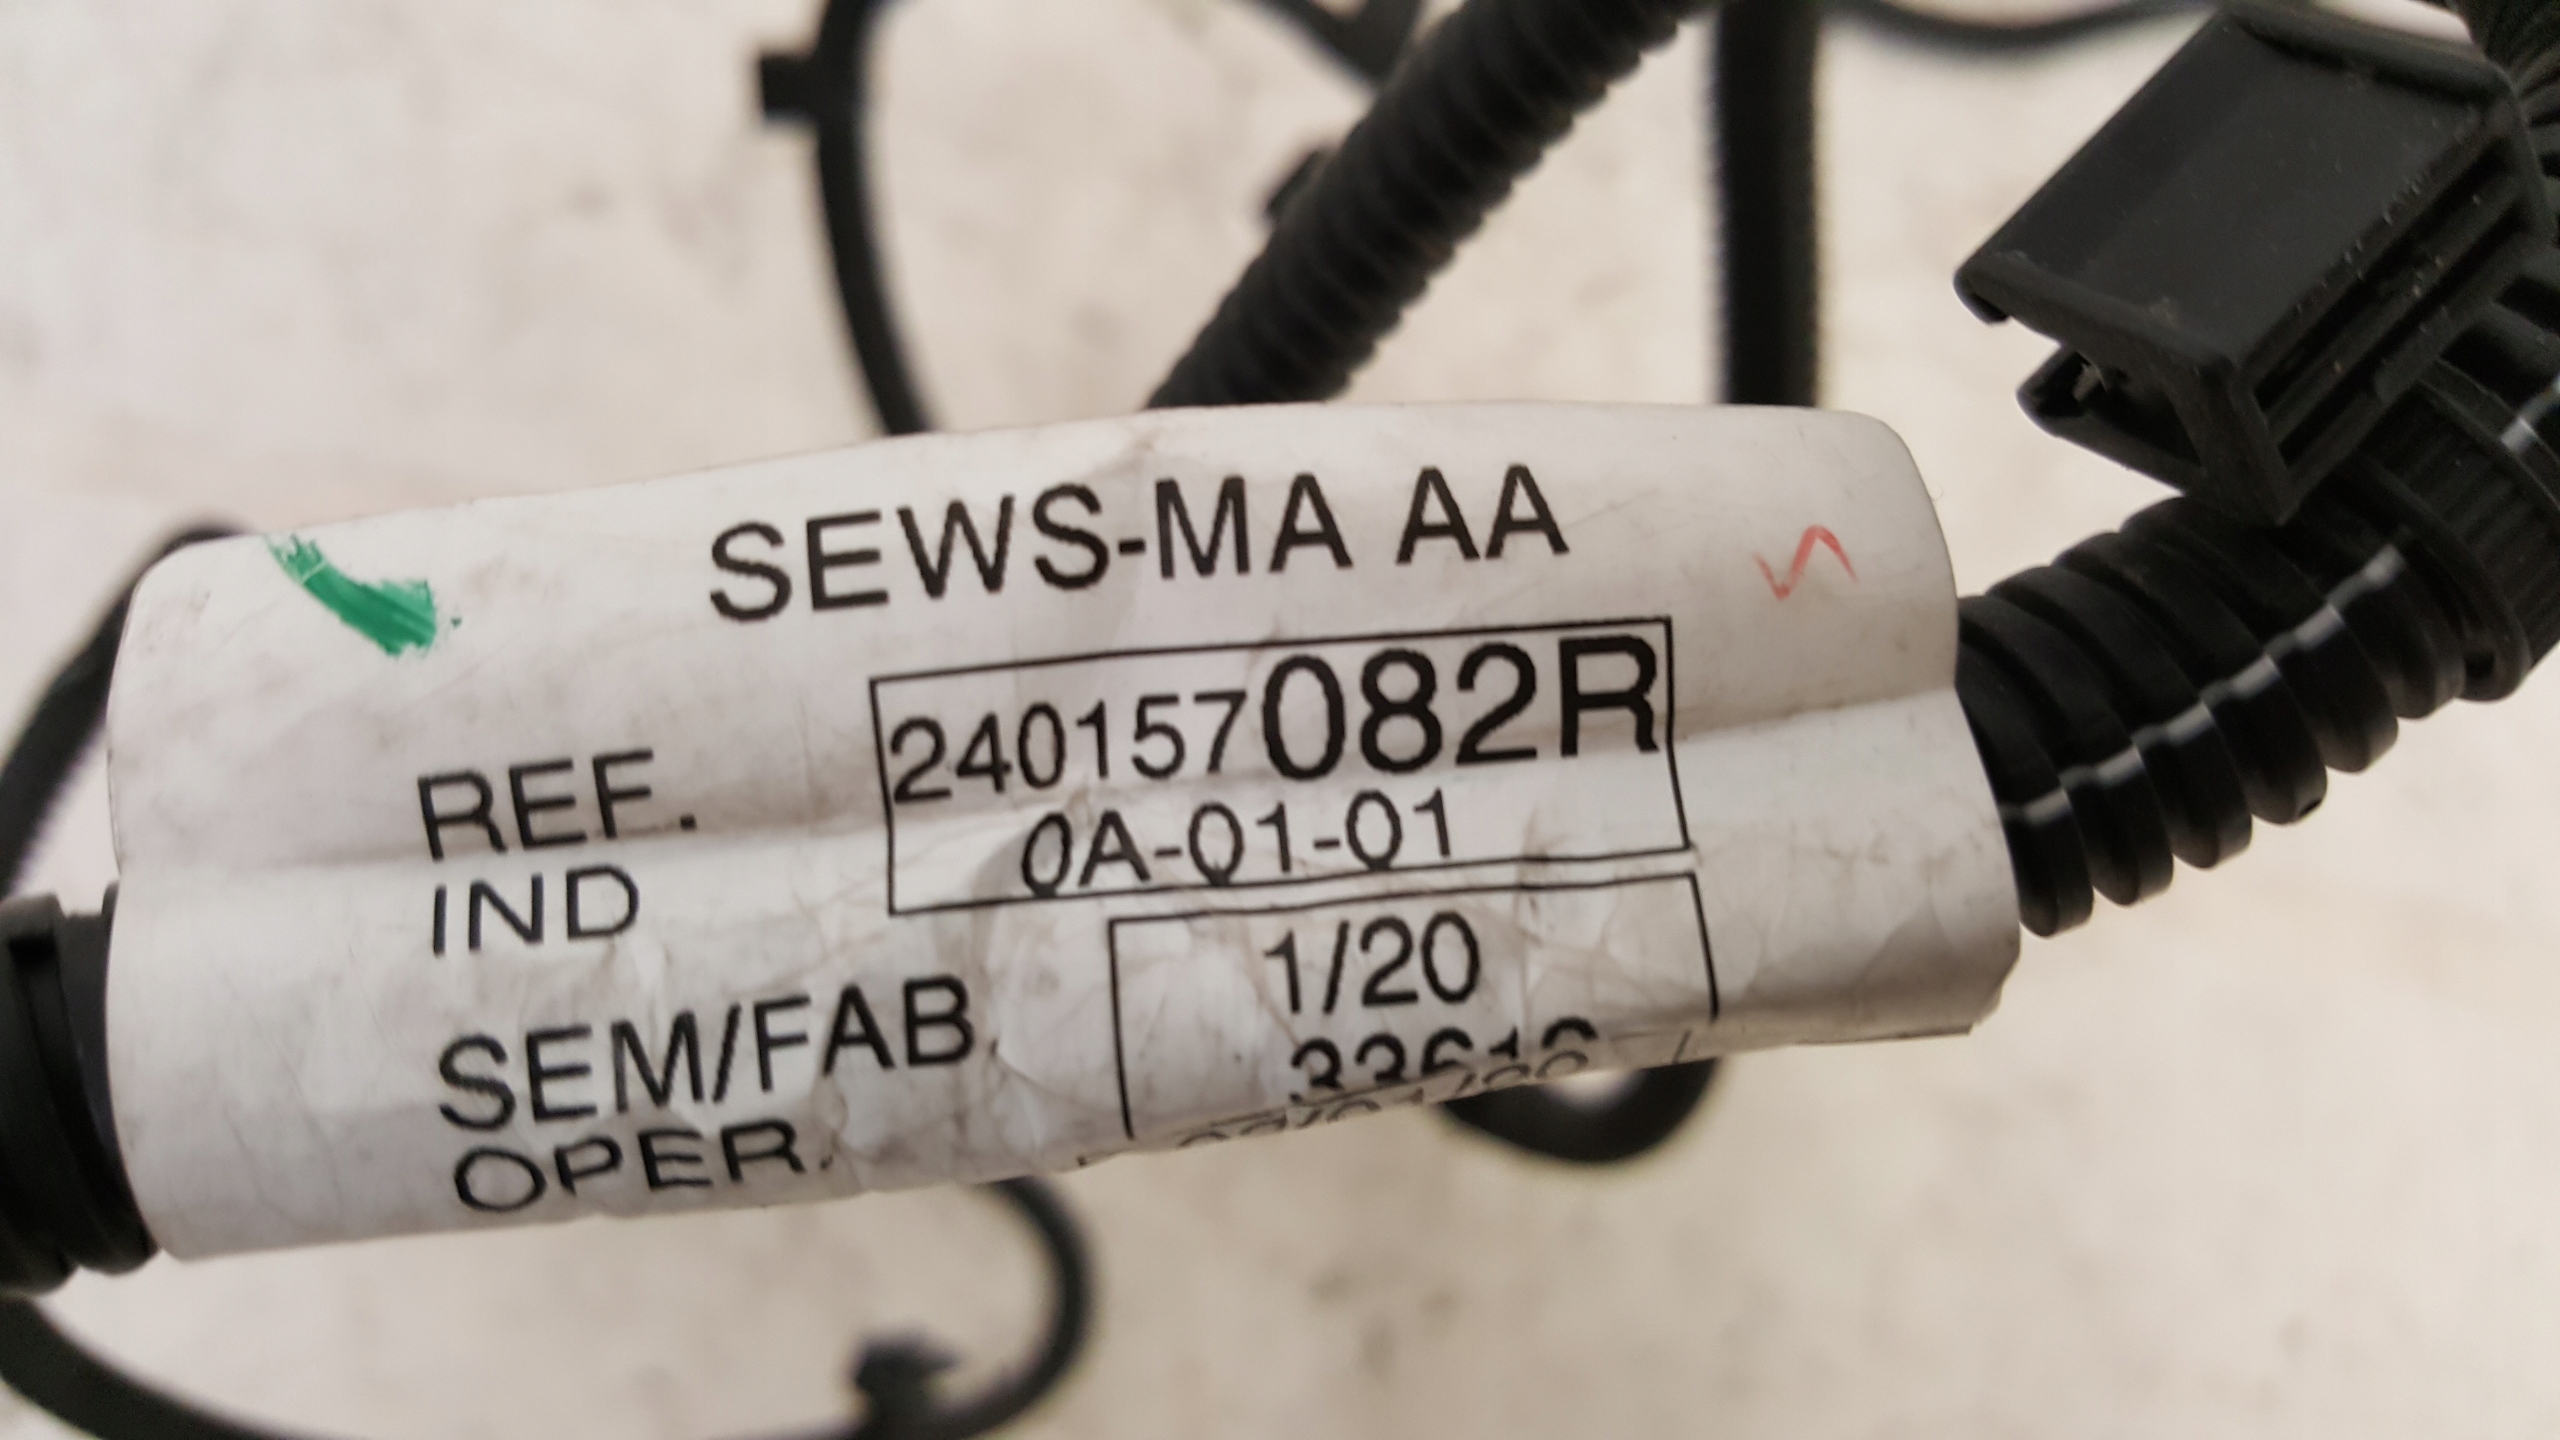 SEWS-MA AA
REF. 240157082R
IND 0A-01-01
SEM/FAB 1/20
OPER.